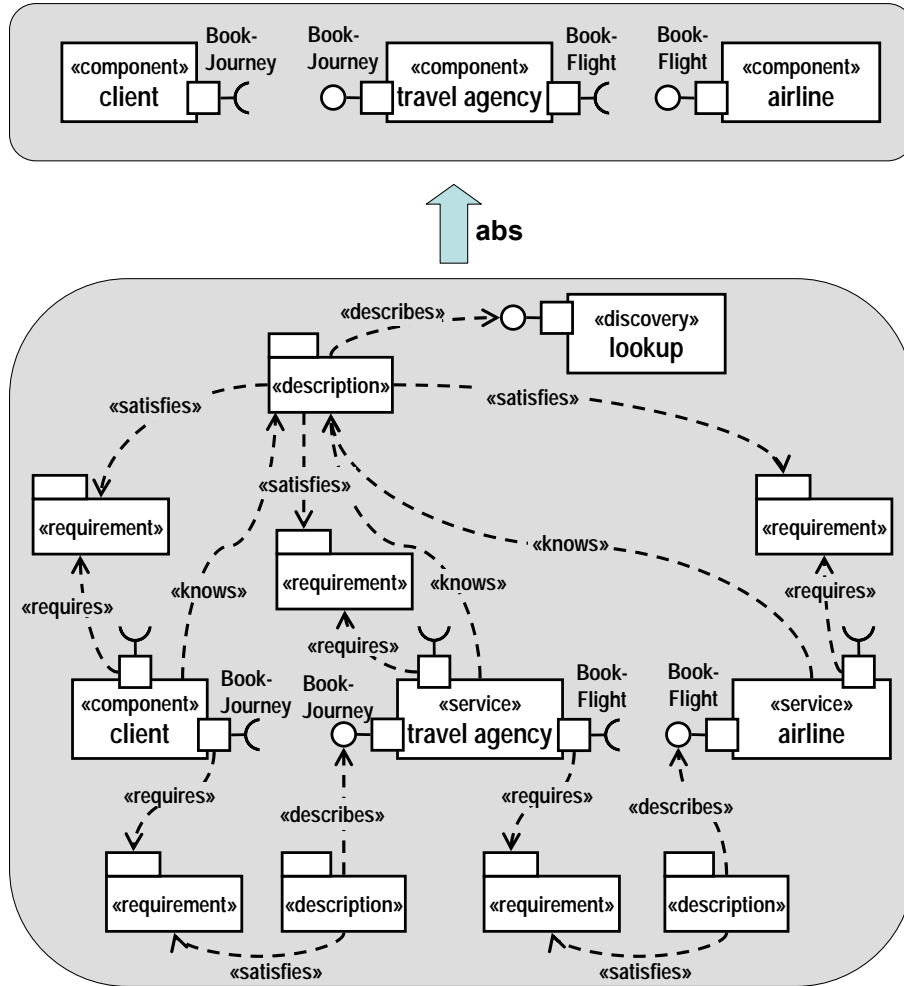 Book-
Journey
Book-
Journey
Book-
Flight
Book-
Flight
«component»
client
«component»
travel agency
«component»
airline
abs
«describes»
«discovery»
lookup
«description»
«satisfies»
«satisfies»
«satisfies»
«requirement»
«requirement»
«knows»
«requirement»
«requires»
«knows»
«knows»
«requires»
«requires»
Book-
Journey
Book-
Journey
Book-
Flight
Book-
Flight
«component»
client
«service»
travel agency
«service»
airline
«requires»
«describes»
«requires»
«describes»
«requirement»
«description»
«requirement»
«description»
«satisfies»
«satisfies»